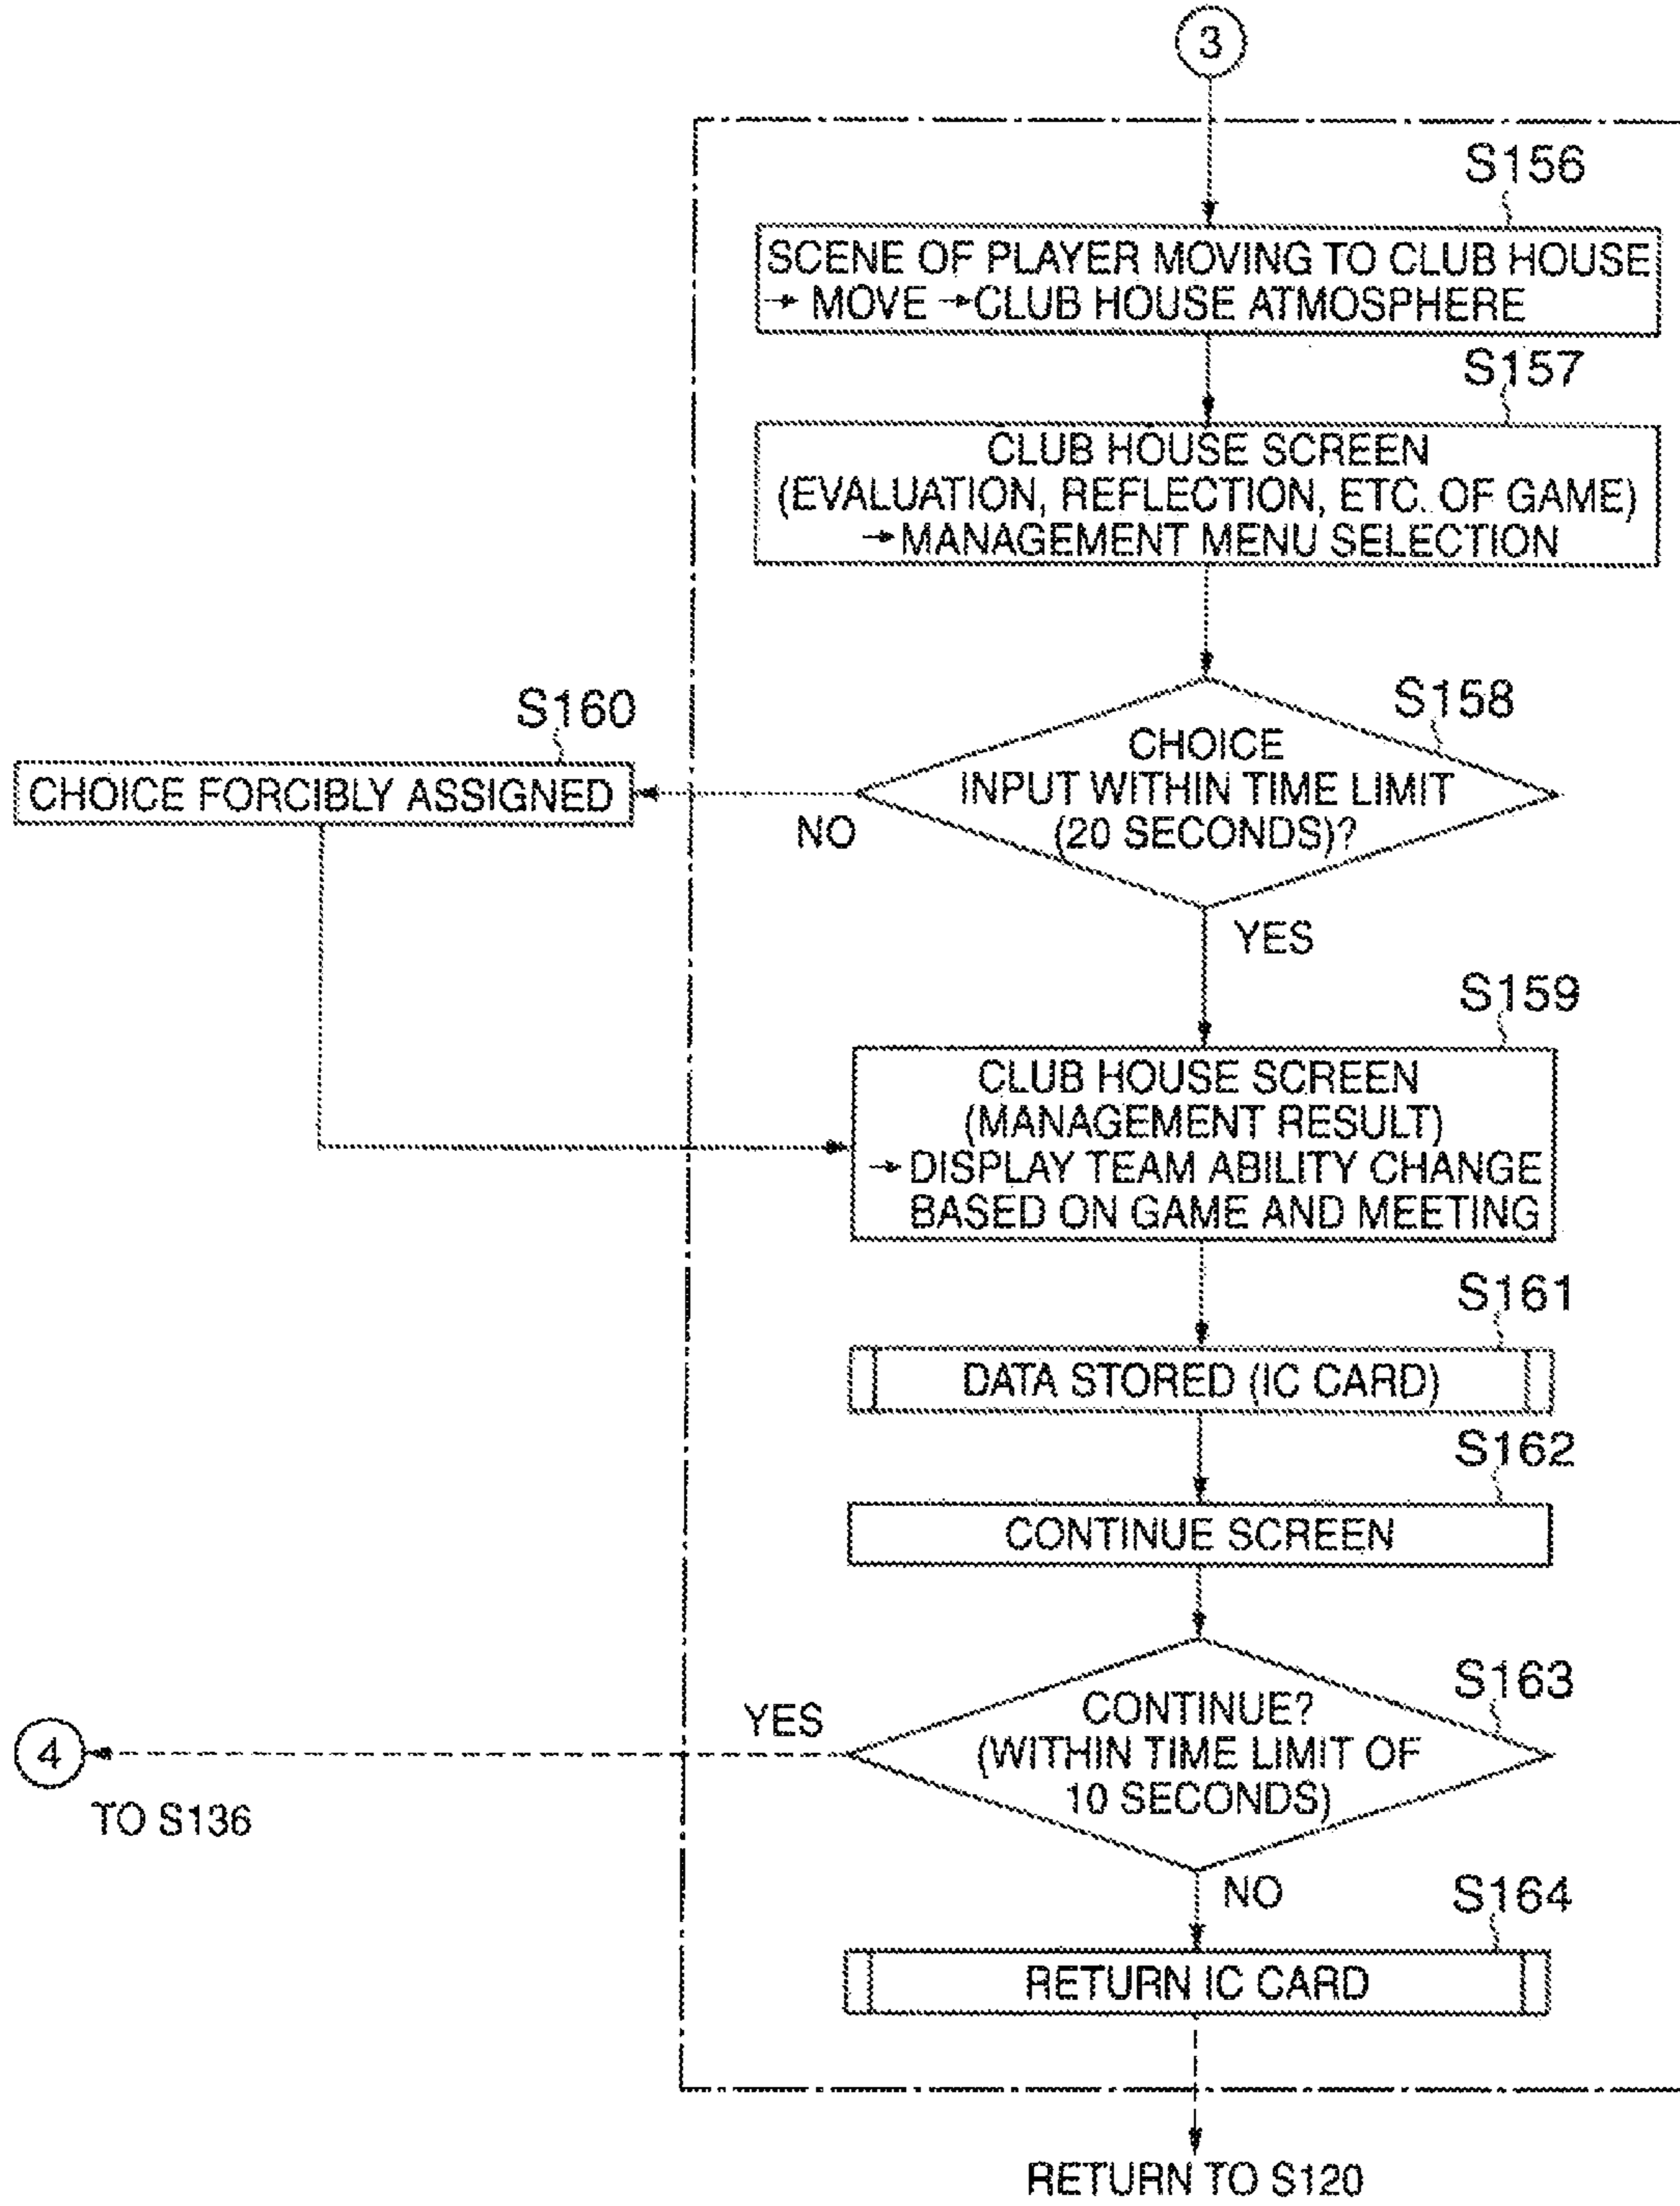 3
S156
SCENE OF PLAYER MOVING TO CLUB HOUSE
→ MOVE → CLUB HOUSE ATMOSPHERE
S157
CLUB HOUSE SCREEN
(EVALUATION, REFLECTION, ETC. OF GAME)
→ MANAGEMENT MENU SELECTION
S158
CHOICE
INPUT WITHIN TIME LIMIT
(20 SECONDS)?
NO
S160
CHOICE FORCIBLY ASSIGNED
YES
S159
CLUB HOUSE SCREEN
(MANAGEMENT RESULT)
→ DISPLAY TEAM ABILITY CHANGE
BASED ON GAME AND MEETING
S161
DATA STORED (IC CARD)
S162
CONTINUE SCREEN
S163
CONTINUE?
(WITHIN TIME LIMIT OF
10 SECONDS)
YES
4
TO S136
NO
S164
RETURN IC CARD
RETURN TO S120